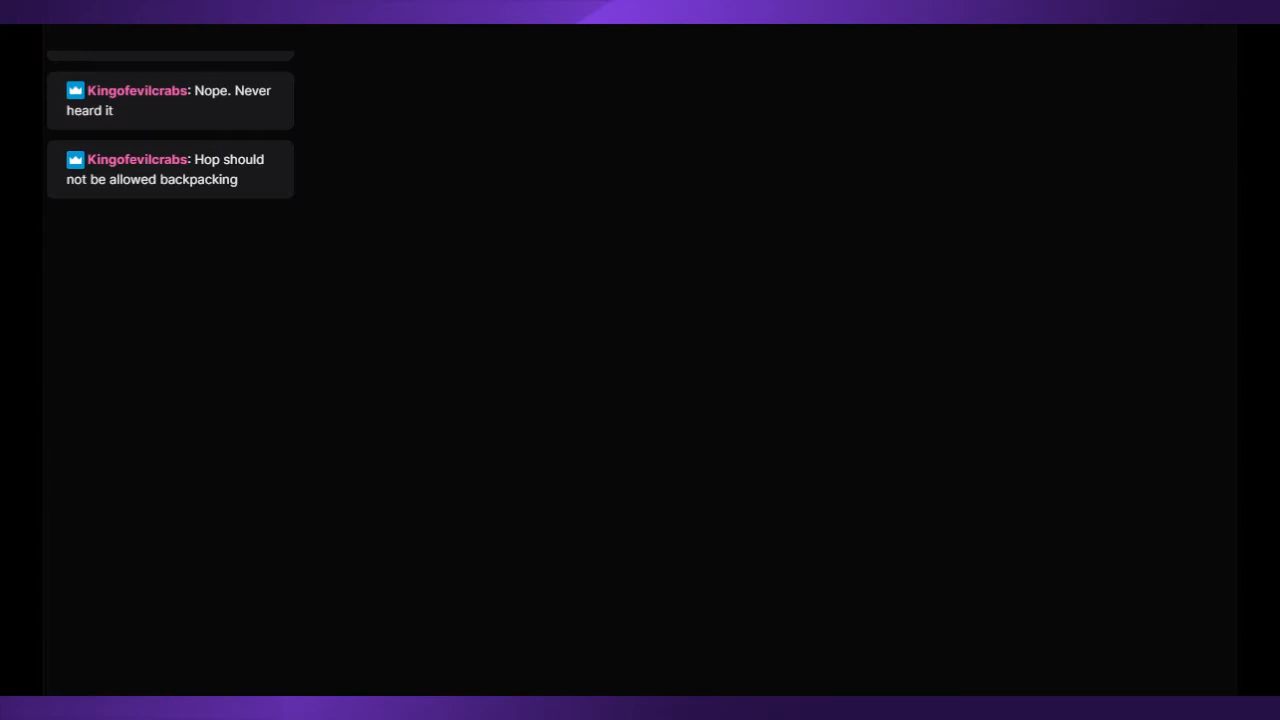 Kingofevilcrabs: Nope. Never
heard it
Kingofevilcrabs: Hop should
not be allowed backpacking